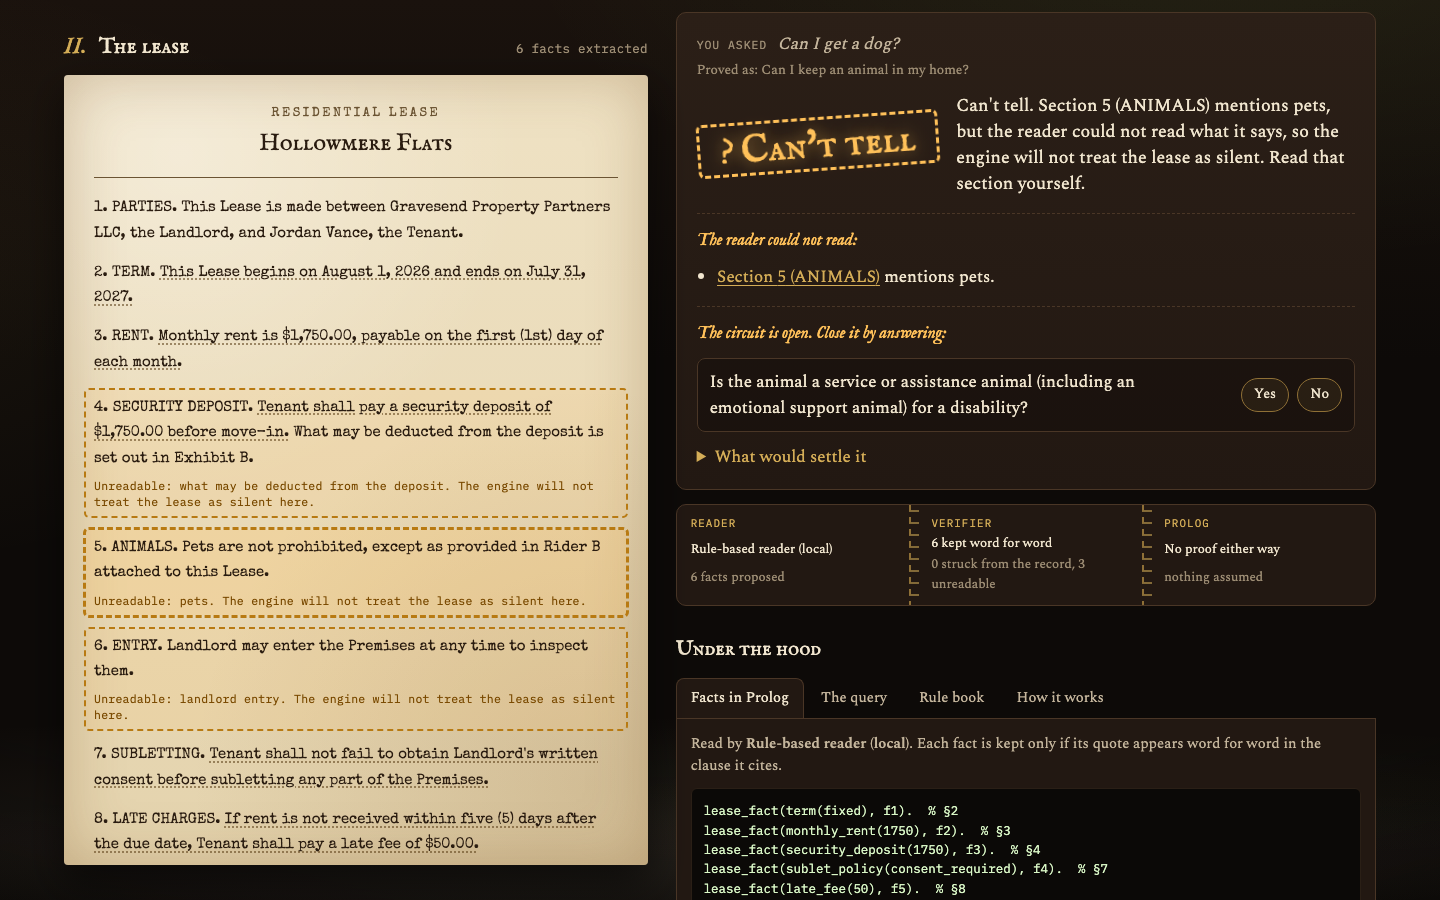 II. The lease
6 facts extracted
RESIDENTIAL LEASE
Hollowmere Flats
1. PARTIES. This Lease is made between Gravesend Property Partners
LLC, the Landlord, and Jordan Vance, the Tenant.
2. TERM. This Lease begins on August 1, 2026 and ends on July 31,
2027.
3. RENT. Monthly rent is $1,750.00, payable on the first (1st) day of
each month.
4. SECURITY DEPOSIT. Tenant shall pay a security deposit of
$1,750.00 before move-in. What may be deducted from the deposit is
set out in Exhibit B.
Unreadable: what may be deducted from the deposit. The engine will not
treat the lease as silent here.
5. ANIMALS. Pets are not prohibited, except as provided in Rider B
attached to this Lease.
Unreadable: pets. The engine will not treat the lease as silent here.
6. ENTRY. Landlord may enter the Premises at any time to inspect
them.
Unreadable: landlord entry. The engine will not treat the lease as silent
here.
7. SUBLETTING. Tenant shall not fail to obtain Landlord's written
consent before subletting any part of the Premises.
8. LATE CHARGES. If rent is not received within five (5) days after
the due date, Tenant shall pay a late fee of $50.00.
YOU ASKED Can I get a dog?
Proved as: Can I keep an animal in my home?
? Can't tell
Can't tell. Section 5 (ANIMALS) mentions pets,
but the reader could not read what it says, so the
engine will not treat the lease as silent. Read that
section yourself.
The reader could not read:
• Section 5 (ANIMALS) mentions pets.
The circuit is open. Close it by answering:
Is the animal a service or assistance animal (including an
emotional support animal) for a disability?
Yes
No
▶ What would settle it
READER
Rule-based reader (local)
6 facts proposed
VERIFIER
6 kept word for word
0 struck from the record, 3
unreadable
PROLOG
No proof either way
nothing assumed
Under the hood
Facts in Prolog
The query
Rule book
How it works
Read by Rule-based reader (local). Each fact is kept only if its quote appears word for word in the
clause it cites.
lease_fact(term(fixed), f1).  % §2
lease_fact(monthly_rent(1750), f2).  % §3
lease_fact(security_deposit(1750), f3).  % §4
lease_fact(sublet_policy(consent_required), f4).  % §7
lease_fact(late_fee(50), f5).  % §8